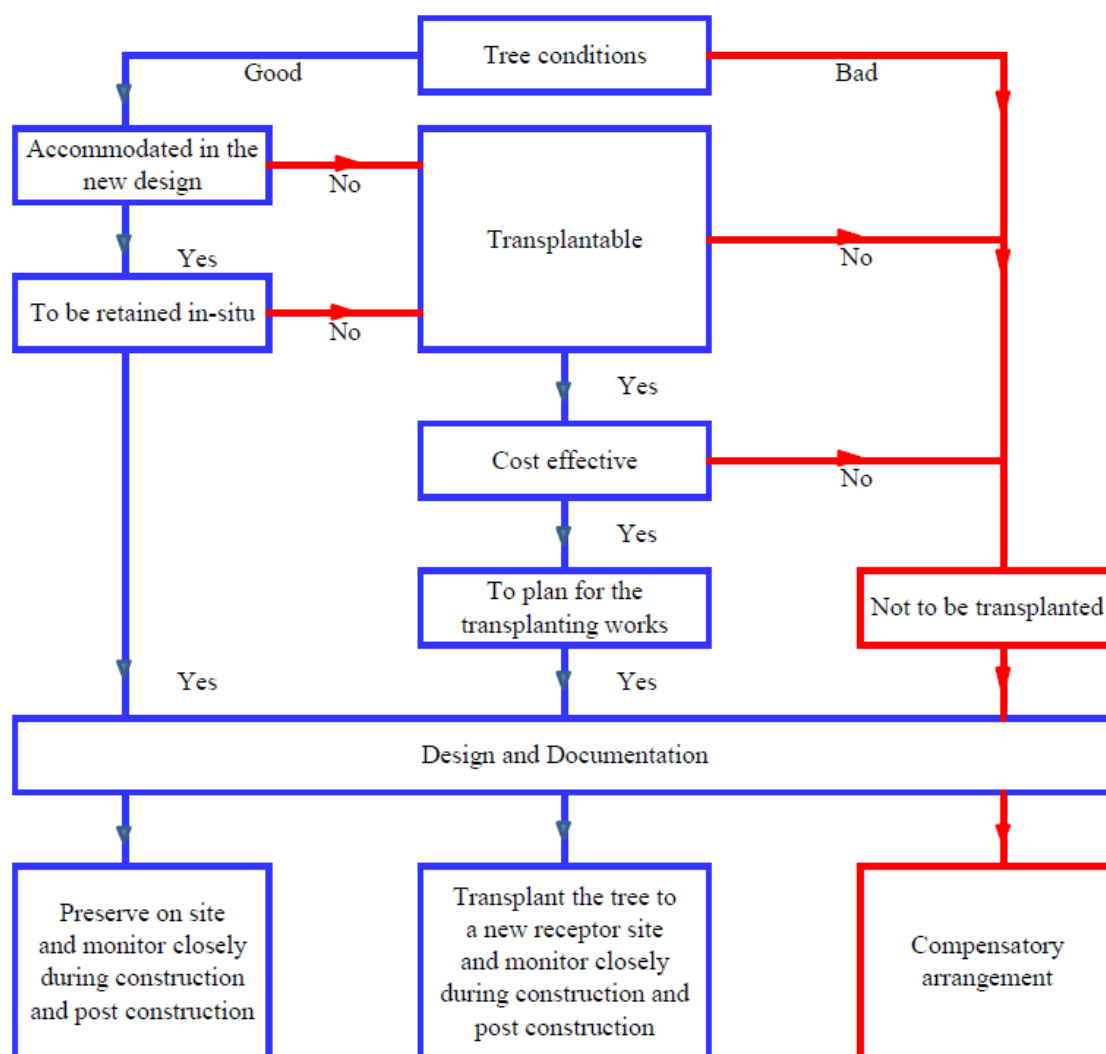 Tree conditions
Good
Bad
Accommodated in the
new design
No
Transplantable
No
Yes
To be retained in-situ
No
Yes
Cost effective
No
Yes
To plan for the
transplanting works
Not to be transplanted
Yes
Yes
Design and Documentation
Preserve on site
and monitor closely
during construction
and post construction
Transplant the tree to
a new receptor site
and monitor closely
during construction and
post construction
Compensatory
arrangement